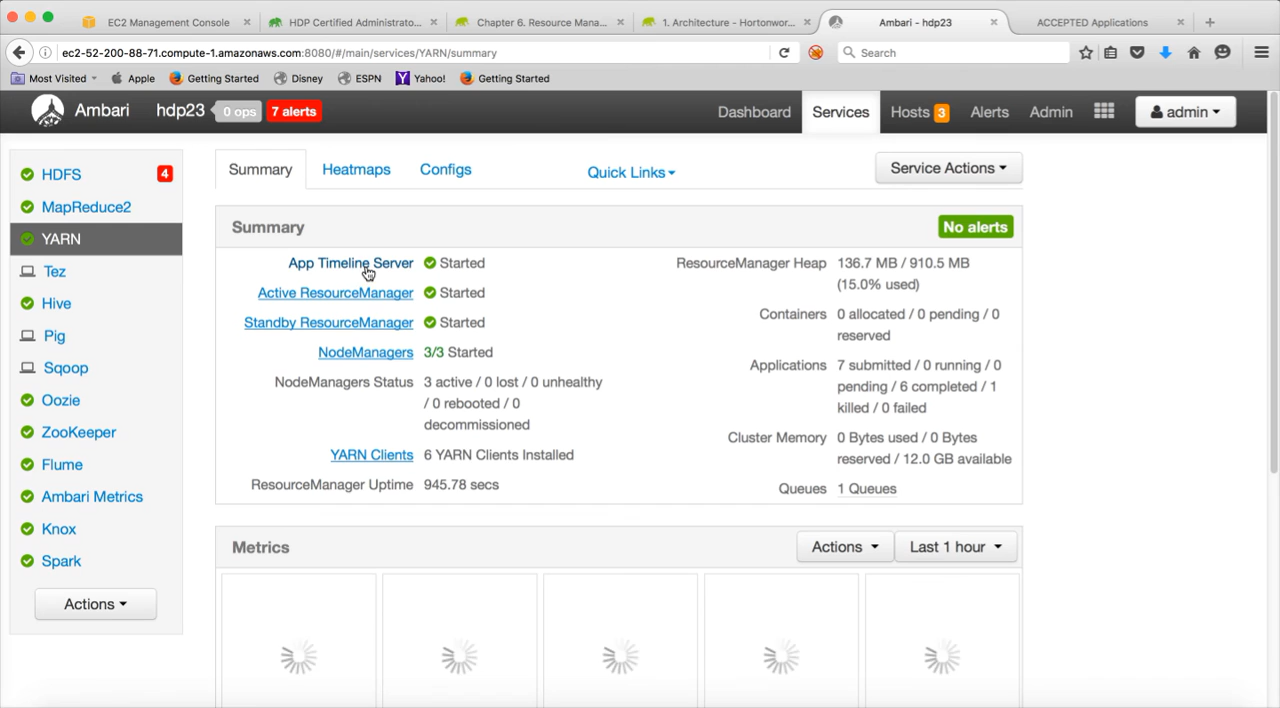 EC2 Management Console
HDP Certified Administrato...
Chapter 6. Resource Mana...
1. Architecture - Hortonwor...
Ambari - hdp23
ACCEPTED Applications
ec2-52-200-88-71.compute-1.amazonaws.com:8080/#/main/services/YARN/summary
Search
Most Visited
Apple
Getting Started
Disney
ESPN
Yahoo!
Getting Started
Ambari
hdp23
0 ops
7 alerts
Dashboard
Services
Hosts 3
Alerts
Admin
admin
HDFS 4
MapReduce2
YARN
Tez
Hive
Pig
Sqoop
Oozie
ZooKeeper
Flume
Ambari Metrics
Knox
Spark
Actions
Summary
Heatmaps
Configs
Quick Links
Service Actions
Summary
No alerts
App Timeline Server Started
Active ResourceManager Started
Standby ResourceManager Started
NodeManagers 3/3 Started
NodeManagers Status 3 active / 0 lost / 0 unhealthy
/ 0 rebooted / 0
decommissioned
YARN Clients 6 YARN Clients Installed
ResourceManager Uptime 945.78 secs
ResourceManager Heap 136.7 MB / 910.5 MB
(15.0% used)
Containers 0 allocated / 0 pending / 0
reserved
Applications 7 submitted / 0 running / 0
pending / 6 completed / 1
killed / 0 failed
Cluster Memory 0 Bytes used / 0 Bytes
reserved / 12.0 GB available
Queues 1 Queues
Metrics
Actions
Last 1 hour